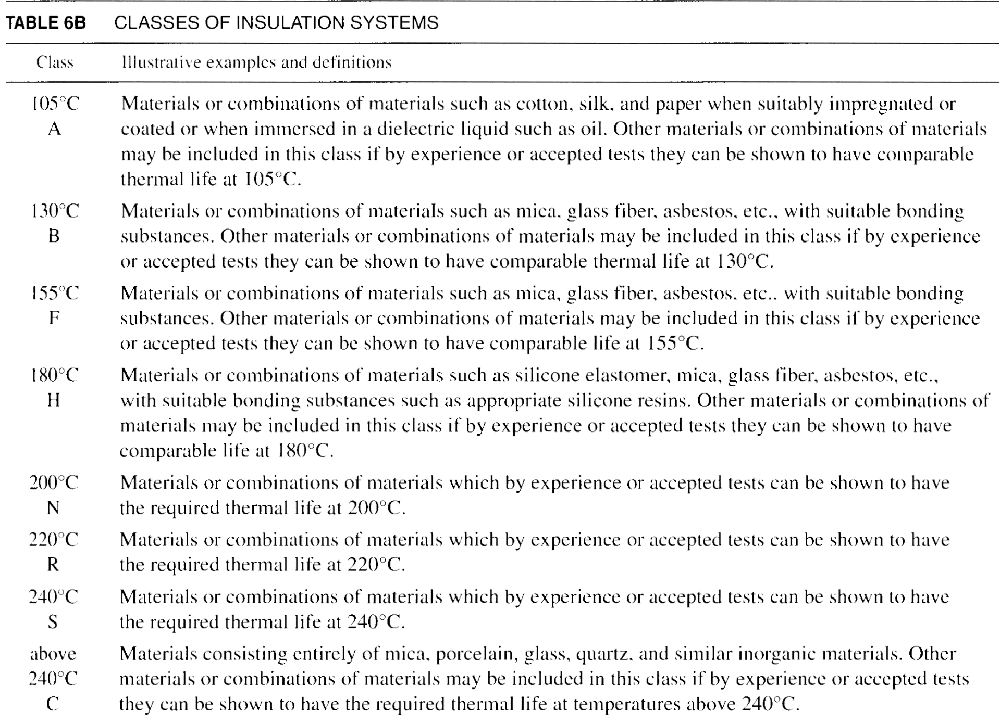 TABLE 6B CLASSES OF INSULATION SYSTEMS
Class Illustrative examples and definitions
105°C Materials or combinations of materials such as cotton, silk, and paper when suitably impregnated or
A coated or when immersed in a dielectric liquid such as oil. Other materials or combinations of materials
may be included in this class if by experience or accepted tests they can be shown to have comparable
thermal life at 105°C.
130°C Materials or combinations of materials such as mica, glass fiber, asbestos, etc., with suitable bonding
B substances. Other materials or combinations of materials may be included in this class if by experience
or accepted tests they can be shown to have comparable thermal life at 130°C.
155°C Materials or combinations of materials such as mica, glass fiber, asbestos, etc., with suitable bonding
F substances. Other materials or combinations of materials may be included in this class if by experience
or accepted tests they can be shown to have comparable life at 155°C.
180°C Materials or combinations of materials such as silicone elastomer, mica, glass fiber, asbestos, etc.,
H with suitable bonding substances such as appropriate silicone resins. Other materials or combinations of
materials may be included in this class if by experience or accepted tests they can be shown to have
comparable life at 180°C.
200°C Materials or combinations of materials which by experience or accepted tests can be shown to have
N the required thermal life at 200°C.
220°C Materials or combinations of materials which by experience or accepted tests can be shown to have
R the required thermal life at 220°C.
240°C Materials or combinations of materials which by experience or accepted tests can be shown to have
S the required thermal life at 240°C.
above Materials consisting entirely of mica, porcelain, glass, quartz, and similar inorganic materials. Other
240°C materials or combinations of materials may be included in this class if by experience or accepted tests
C they can be shown to have the required thermal life at temperatures above 240°C.